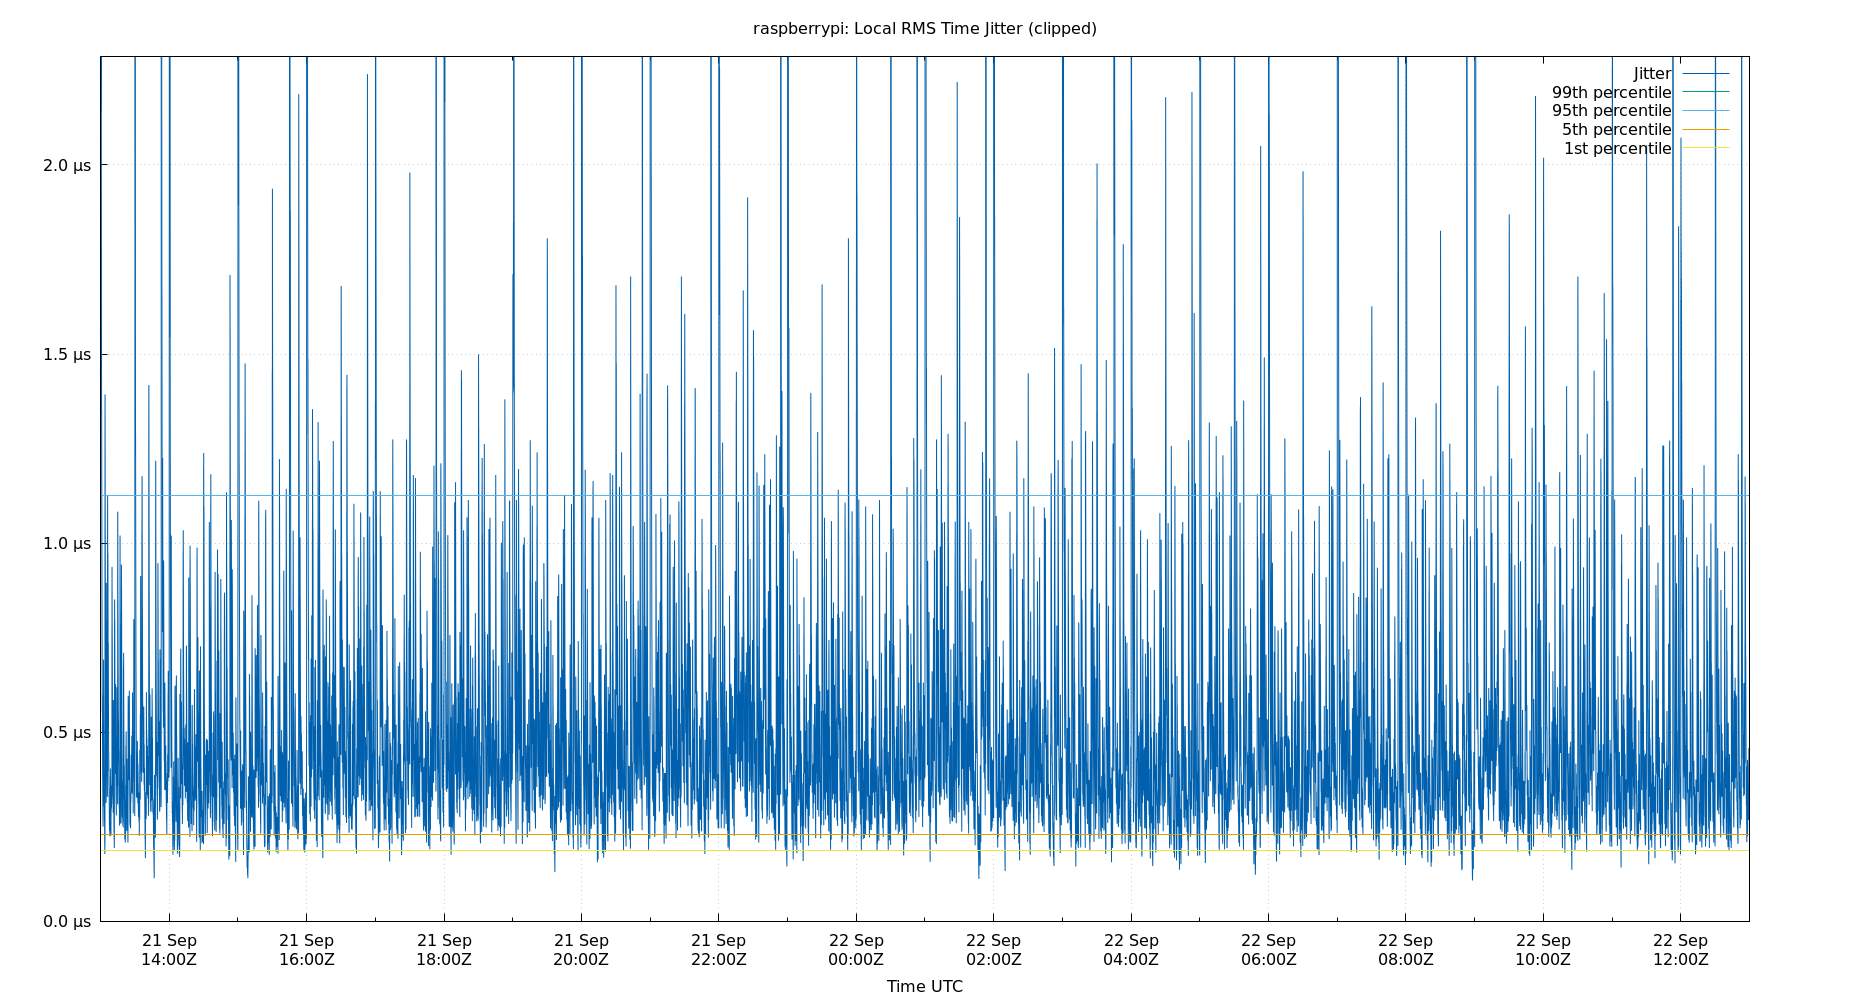 raspberrypi: Local RMS Time Jitter (clipped)
Jitter
99th percentile
95th percentile
5th percentile
1st percentile
2.0 µs
1.5 µs
1.0 µs
0.5 µs
0.0 µs
21 Sep 21 Sep 21 Sep 21 Sep 21 Sep 22 Sep 22 Sep 22 Sep 22 Sep 22 Sep 22 Sep 22 Sep
14:00Z 16:00Z 18:00Z 20:00Z 22:00Z 00:00Z 02:00Z 04:00Z 06:00Z 08:00Z 10:00Z 12:00Z
Time UTC